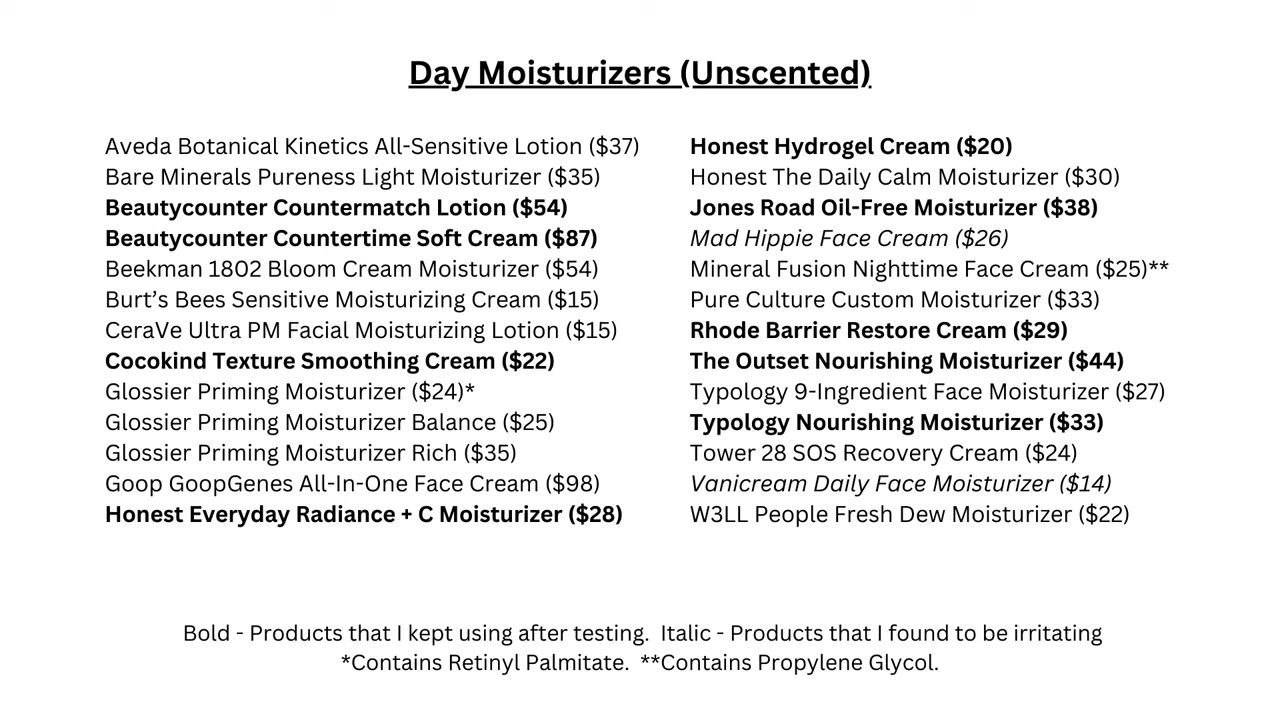 Day Moisturizers (Unscented)
Aveda Botanical Kinetics All-Sensitive Lotion ($37)
Bare Minerals Pureness Light Moisturizer ($35)
Beautycounter Countermatch Lotion ($54)
Beautycounter Countertime Soft Cream ($87)
Beekman 1802 Bloom Cream Moisturizer ($54)
Burt’s Bees Sensitive Moisturizing Cream ($15)
CeraVe Ultra PM Facial Moisturizing Lotion ($15)
Cocokind Texture Smoothing Cream ($22)
Glossier Priming Moisturizer ($24)*
Glossier Priming Moisturizer Balance ($25)
Glossier Priming Moisturizer Rich ($35)
Goop GoopGenes All-In-One Face Cream ($98)
Honest Everyday Radiance + C Moisturizer ($28)
Honest Hydrogel Cream ($20)
Honest The Daily Calm Moisturizer ($30)
Jones Road Oil-Free Moisturizer ($38)
Mad Hippie Face Cream ($26)
Mineral Fusion Nighttime Face Cream ($25)**
Pure Culture Custom Moisturizer ($33)
Rhode Barrier Restore Cream ($29)
The Outset Nourishing Moisturizer ($44)
Typology 9-Ingredient Face Moisturizer ($27)
Typology Nourishing Moisturizer ($33)
Tower 28 SOS Recovery Cream ($24)
Vanicream Daily Face Moisturizer ($14)
W3LL People Fresh Dew Moisturizer ($22)
Bold - Products that I kept using after testing.  Italic - Products that I found to be irritating
*Contains Retinyl Palmitate.  **Contains Propylene Glycol.